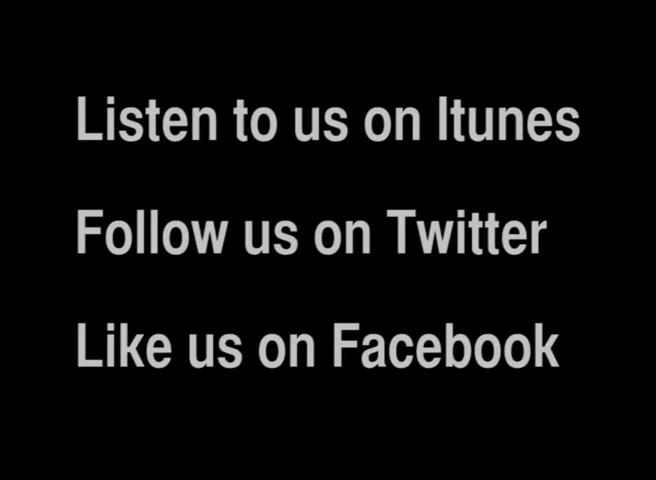 Listen to us on Itunes
Follow us on Twitter
Like us on Facebook